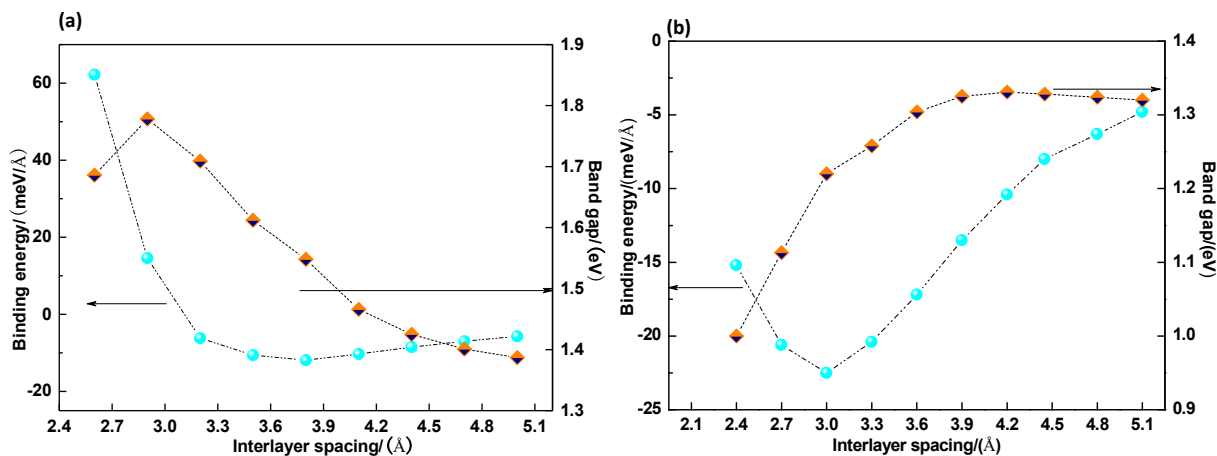 (a)
Binding energy/ (meV/Å)
60
40
20
0
-20
1.9
1.8
1.7
1.6
1.5
1.4
1.3
Band gap/(eV)
2.4 2.7 3.0 3.3 3.6 3.9 4.2 4.5 4.8 5.1
Interlayer spacing/ (Å)
(b)
Binding energy/(meV/Å)
0
-5
-10
-15
-20
-25
1.4
1.3
1.2
1.1
1.0
0.9
Band gap/(eV)
2.1 2.4 2.7 3.0 3.3 3.6 3.9 4.2 4.5 4.8 5.1
Interlayer spacing/(Å)